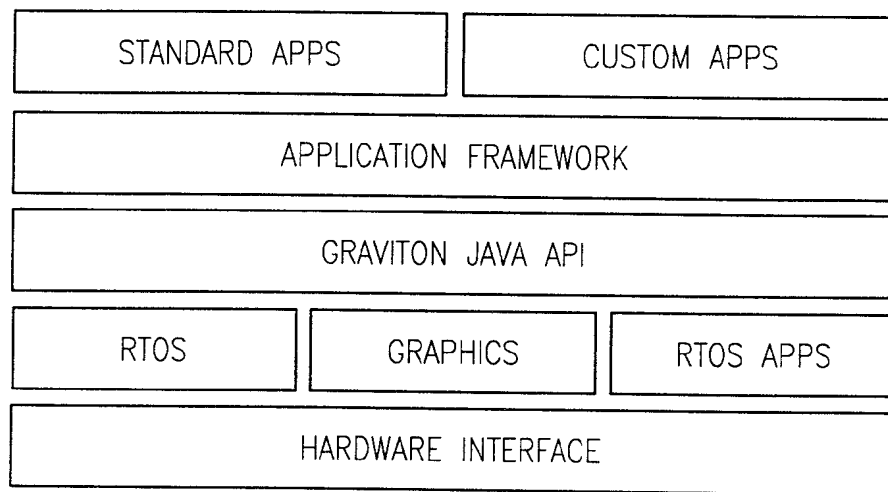 STANDARD APPS
CUSTOM APPS
APPLICATION FRAMEWORK
GRAVITON JAVA API
RTOS
GRAPHICS
RTOS APPS
HARDWARE INTERFACE